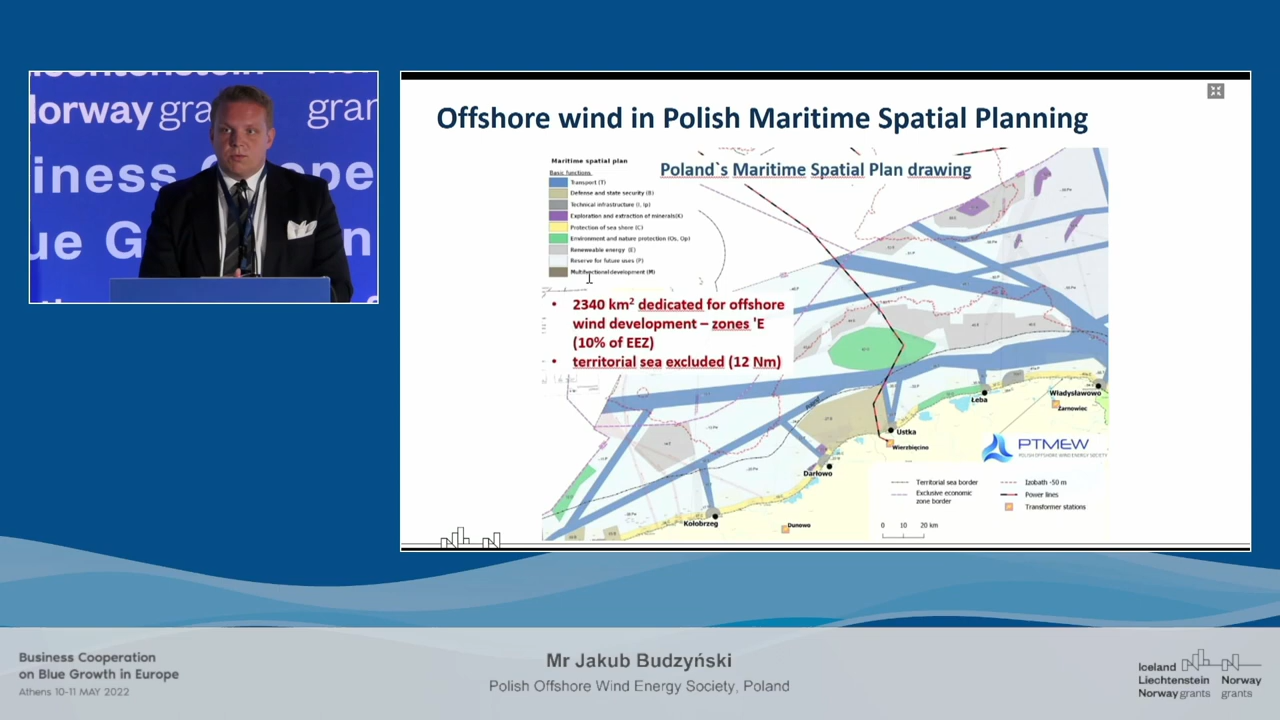 Norway gra
gran
iness
pe
ue G
n
Offshore wind in Polish Maritime Spatial Planning
Poland`s Maritime Spatial Plan drawing
Maritime spatial plan
Basic functions
Transport (T)
Defense and state security (B)
Technical infrastructure (I, Ip)
Exploration and extraction of minerals(K)
Protection of sea shore (C)
Environment and nature protection (Os, Op)
Reneweable energy (E)
Reserve for future uses (P)
Multifunctional development (M)
• 2340 km² dedicated for offshore
wind development – zones 'E
(10% of EEZ)
• territorial sea excluded (12 Nm)
Łeba
Władysławowo
Żarnowiec
Ustka
Wierzbięcino
Darłowo
Kołobrzeg
Dunowo
PTMEW
POLISH OFFSHORE WIND ENERGY SOCIETY
Territorial sea border
Exclusive economic
zone border
Izobath -50 m
Power lines
Transformer stations
0 10 20 km
Business Cooperation
on Blue Growth in Europe
Athens 10-11 MAY 2022
Mr Jakub Budzyński
Polish Offshore Wind Energy Society, Poland
Iceland
Liechtenstein
Norway grants
Norway
grants